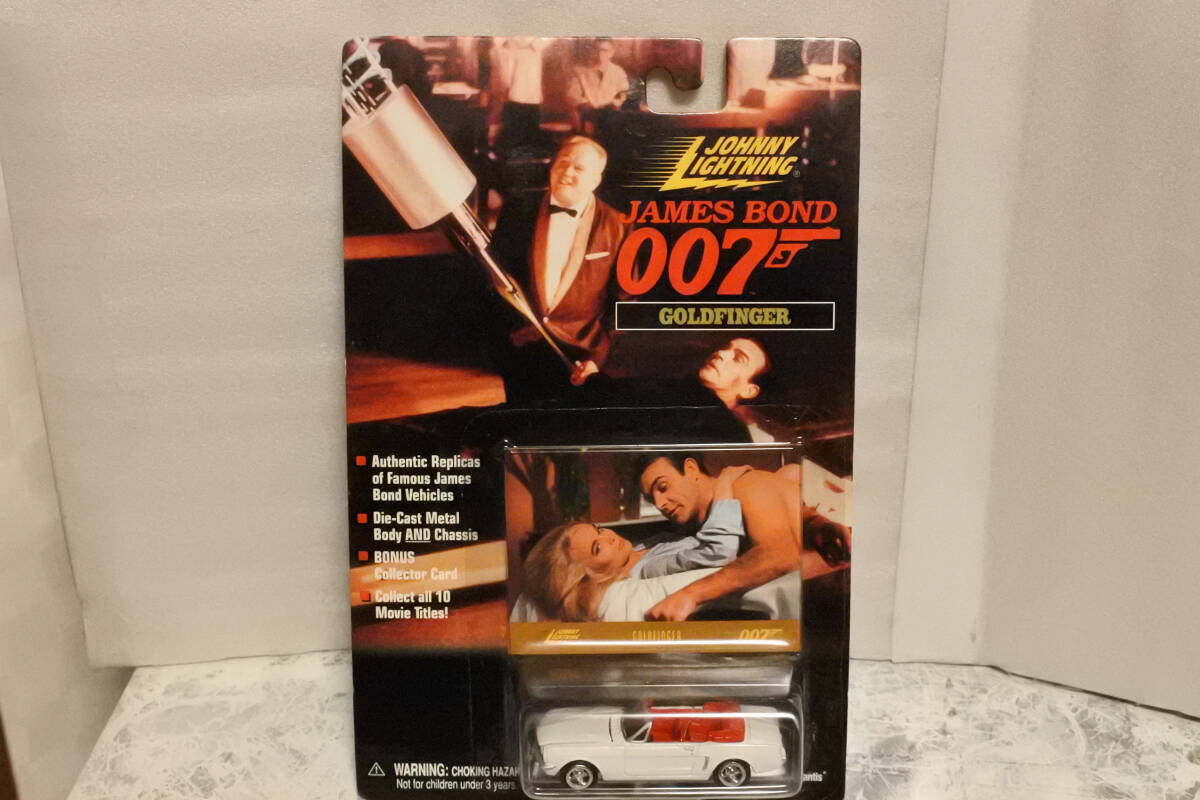 JOHNNY
LIGHTNING®
JAMES BOND
007
GOLDFINGER
Authentic Replicas
of Famous James
Bond Vehicles
Die-Cast Metal
Body AND Chassis
BONUS
Collector Card
Collect all 10
Movie Titles!
JOHNNY
LIGHTNING
GOLDFINGER
007
WARNING: CHOKING HAZA
Not for children under 3 years
antis